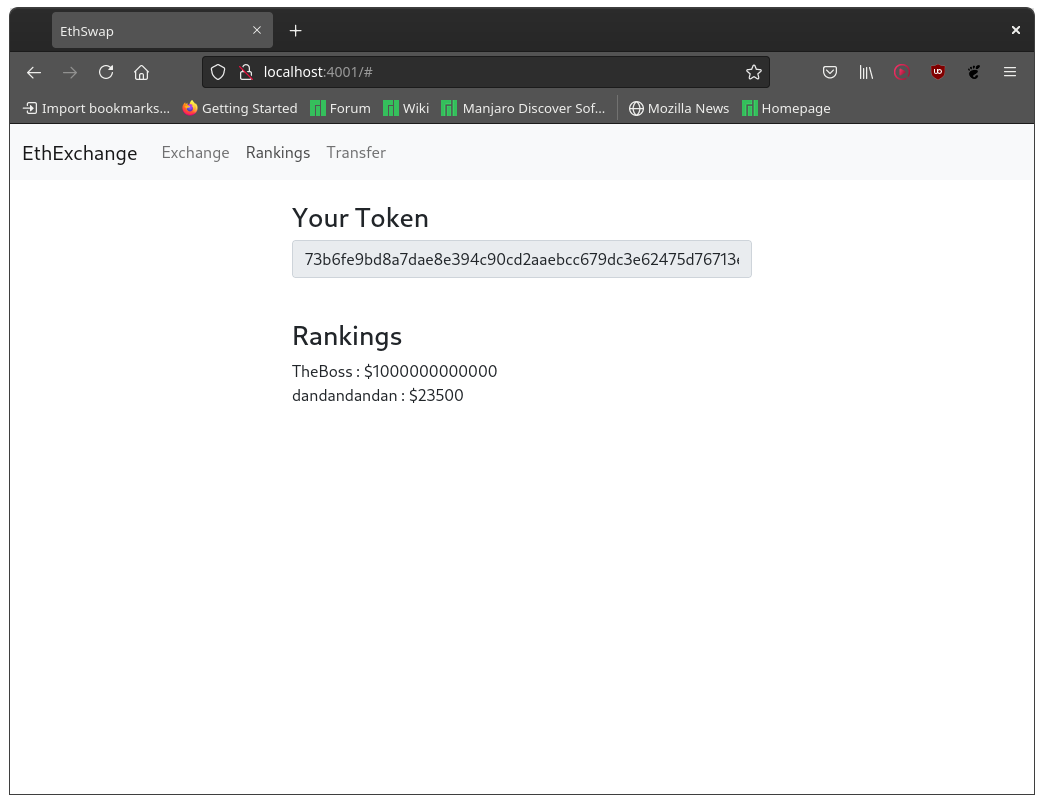 EthSwap
localhost:4001/#
Import bookmarks... Getting Started Forum Wiki Manjaro Discover Sof... Mozilla News Homepage
EthExchange Exchange Rankings Transfer
Your Token
73b6fe9bd8a7dae8e394c90cd2aaebcc679dc3e62475d76713
Rankings
TheBoss : $1000000000000
dandandandan : $23500